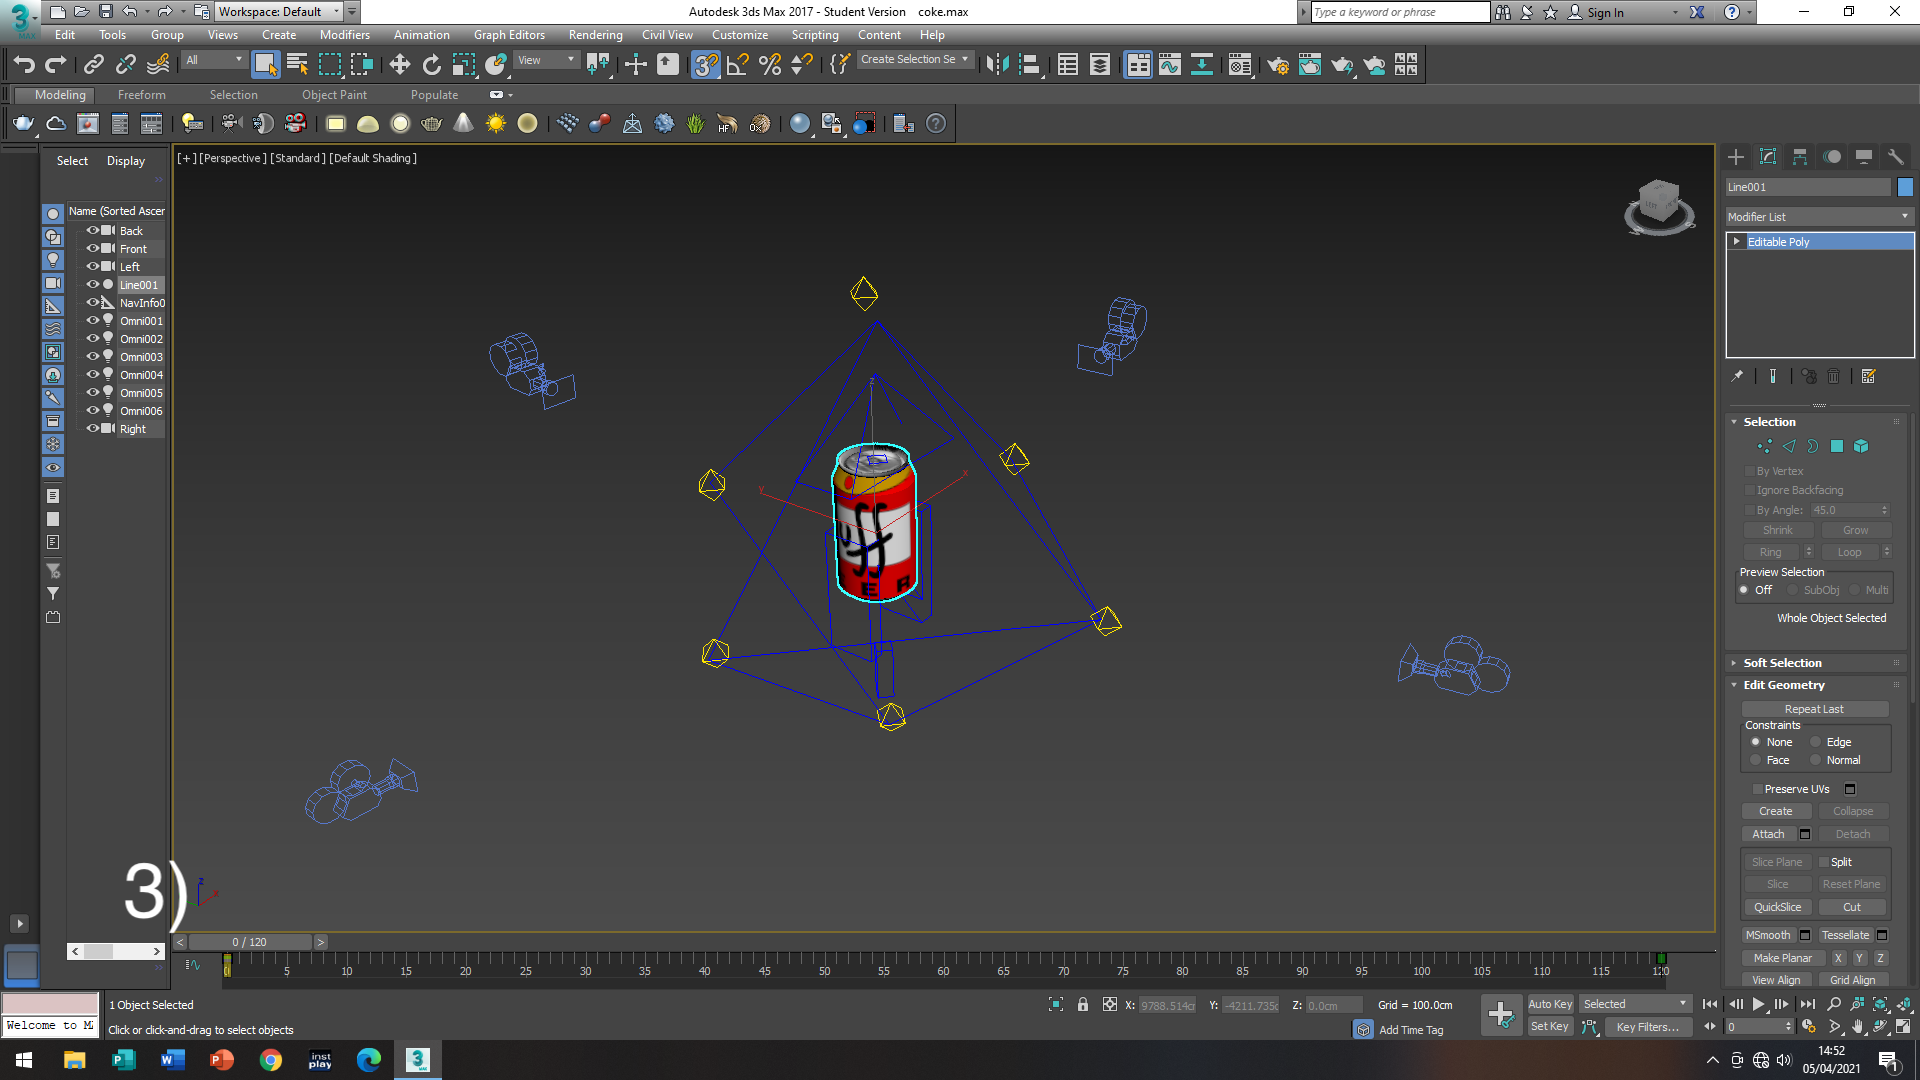 Workspace: Default
Autodesk 3ds Max 2017 - Student Version coke.max
Type a keyword or phrase
Sign In
3
MAX
Edit Tools Group Views Create Modifiers Animation Graph Editors Rendering Civil View Customize Scripting Content Help
All
View
Create Selection Se
Modeling Freeform Selection Object Paint Populate
Select Display
[+] [Perspective] [Standard] [Default Shading]
Name (Sorted Ascer
Back
Front
Left
Line001
NavInfo0
Omni001
Omni002
Omni003
Omni004
Omni005
Omni006
Right
Line001
Modifier List
Editable Poly
Selection
By Vertex
Ignore Backfacing
By Angle: 45.0
Shrink Grow
Ring Loop
Preview Selection
Off SubObj Multi
Whole Object Selected
Soft Selection
Edit Geometry
Repeat Last
Constraints
None Edge
Face Normal
Preserve UVs
Create Collapse
Attach Detach
Slice Plane Split
Slice Reset Plane
QuickSlice Cut
MSmooth Tessellate
Make Planar X Y Z
View Align Grid Align
z
y
x
E R
3)
z
x
< 0 / 120 >
0 5 10 15 20 25 30 35 40 45 50 55 60 65 70 75 80 85 90 95 100 105 110 115 120
1 Object Selected
Click or click-and-drag to select objects
Welcome to M
X: 9788.514cr Y: -4211.735c Z: 0.0cm Grid = 100.0cm
Add Time Tag
Auto Key Selected
Set Key Key Filters...
0
inst
play
14:52
05/04/2021
1